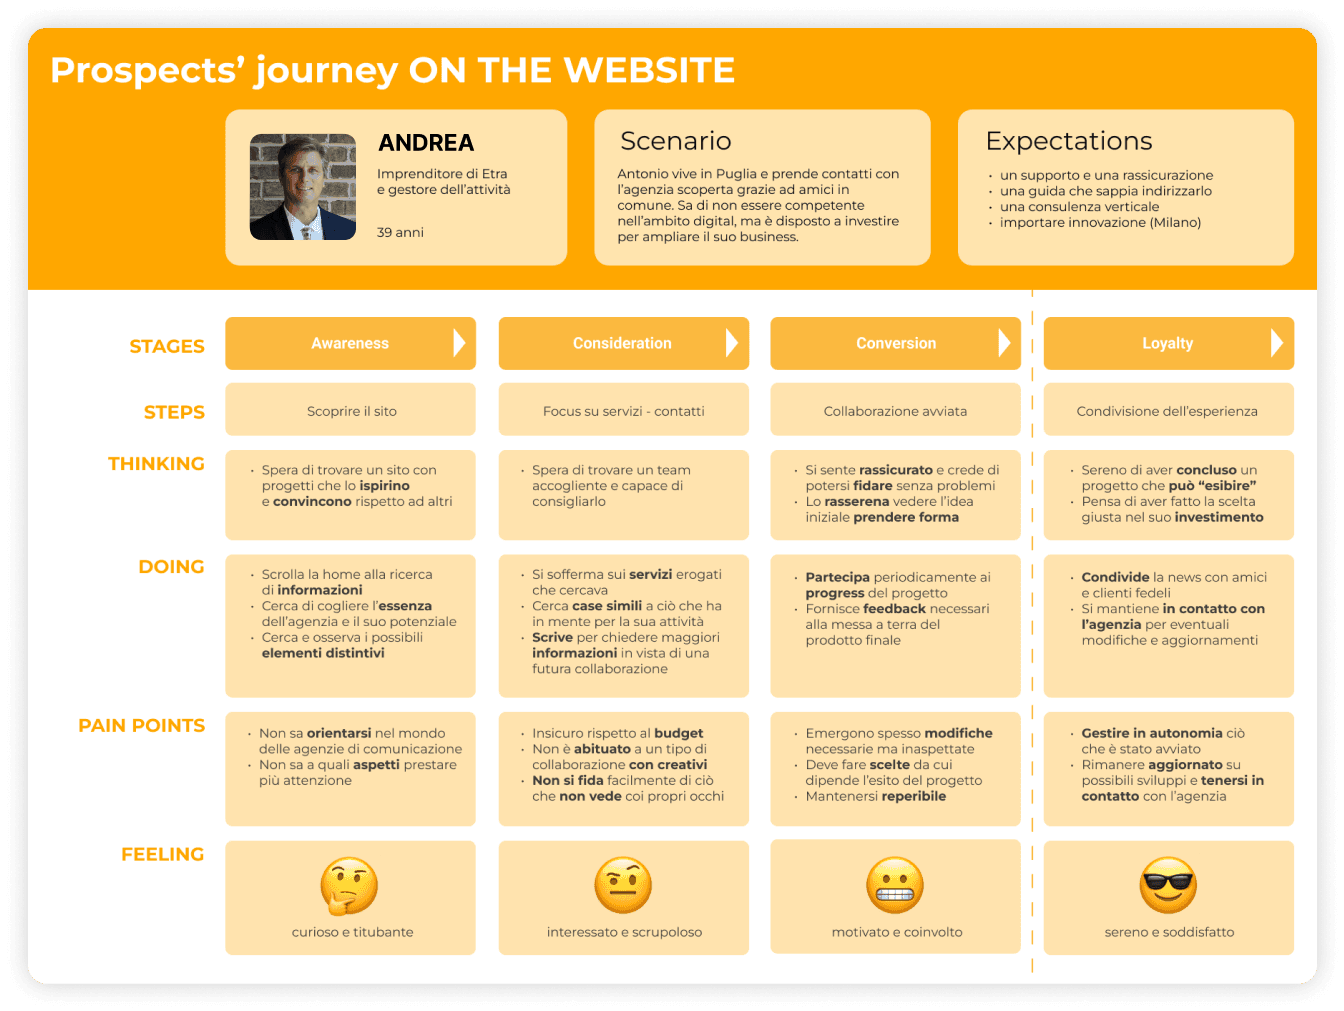 Prospects’ journey ON THE WEBSITE
ANDREA
Imprenditore di Etra
e gestore dell’attività
39 anni
Scenario
Antonio vive in Puglia e prende contatti con
l’agenzia scoperta grazie ad amici in
comune. Sa di non essere competente
nell’ambito digital, ma è disposto a investire
per ampliare il suo business.
Expectations
• un supporto e una rassicurazione
• una guida che sappia indirizzarlo
• una consulenza verticale
• importare innovazione (Milano)
STAGES
Awareness
Consideration
Conversion
Loyalty
STEPS
Scoprire il sito
Focus su servizi - contatti
Collaborazione avviata
Condivisione dell’esperienza
THINKING
• Spera di trovare un sito con
progetti che lo ispirino
e convincono rispetto ad altri
• Spera di trovare un team
accogliente e capace di
consigliarlo
• Si sente rassicurato e crede di
potersi fidare senza problemi
• Lo rasserena vedere l’idea
iniziale prendere forma
• Sereno di aver concluso un
progetto che può “esibire”
• Pensa di aver fatto la scelta
giusta nel suo investimento
DOING
• Scrolla la home alla ricerca
di informazioni
• Cerca di cogliere l’essenza
dell’agenzia e il suo potenziale
• Cerca e osserva i possibili
elementi distintivi
• Si sofferma sui servizi erogati
che cercava
• Cerca case simili a ciò che ha
in mente per la sua attività
• Scrive per chiedere maggiori
informazioni in vista di una
futura collaborazione
• Partecipa periodicamente ai
progress del progetto
• Fornisce feedback necessari
alla messa a terra del
prodotto finale
• Condivide la news con amici
e clienti fedeli
• Si mantiene in contatto con
l’agenzia per eventuali
modifiche e aggiornamenti
PAIN POINTS
• Non sa orientarsi nel mondo
delle agenzie di comunicazione
• Non sa a quali aspetti prestare
più attenzione
• Insicuro rispetto al budget
• Non è abituato a un tipo di
collaborazione con creativi
• Non si fida facilmente di ciò
che non vede coi propri occhi
• Emergono spesso modifiche
necessarie ma inaspettate
• Deve fare scelte da cui
dipende l’esito del progetto
• Mantenersi reperibile
• Gestire in autonomia ciò
che è stato avviato
• Rimanere aggiornato su
possibili sviluppi e tenersi in
contatto con l’agenzia
FEELING
curioso e titubante
interessato e scrupoloso
motivato e coinvolto
sereno e soddisfatto